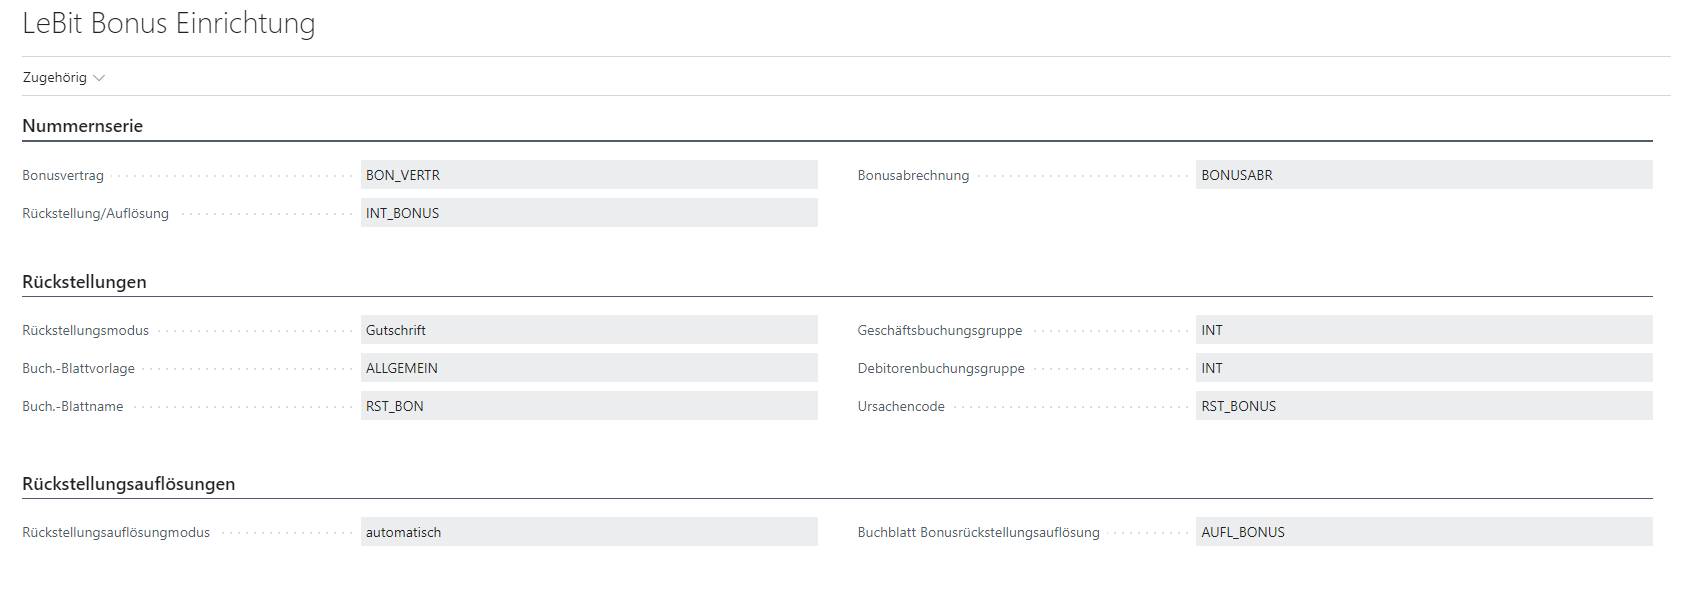 LeBit Bonus Einrichtung
Zugehörig
Nummernserie
Bonusvertrag BON_VERTR Bonusabrechnung BONUSABR
Rückstellung/Auflösung INT_BONUS
Rückstellungen
Rückstellungsmodus Gutschrift Geschäftsbuchungsgruppe INT
Buch.-Blattvorlage ALLGEMEIN Debitorenbuchungsgruppe INT
Buch.-Blattname RST_BON Ursachencode RST_BONUS
Rückstellungsauflösungen
Rückstellungsauflösungmodus automatisch Buchblatt Bonusrückstellungsauflösung AUFL_BONUS